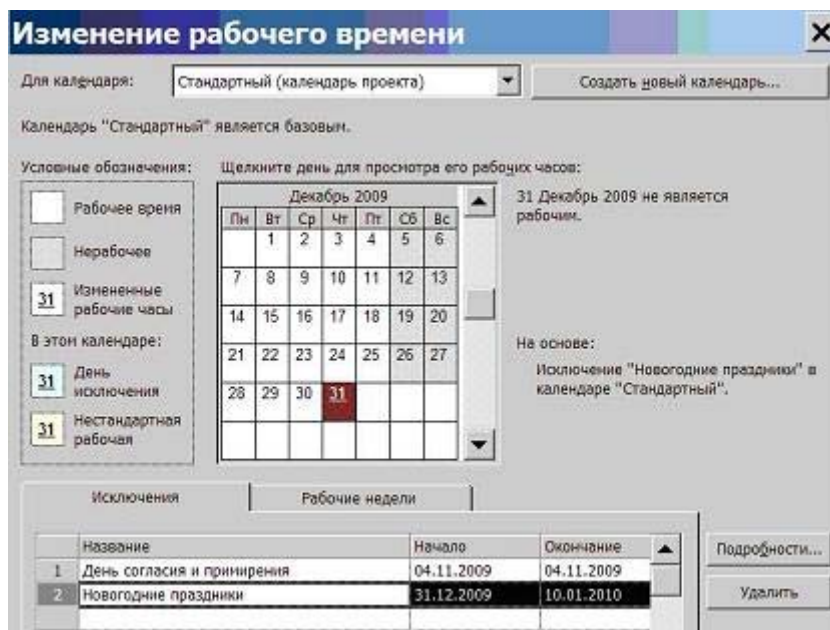 Изменение рабочего времени
Для календаря: Стандартный (календарь проекта) Создать новый календарь...
Календарь "Стандартный" является базовым.
Условные обозначения:
Рабочее время
Нерабочее
31 Измененные
рабочие часы
В этом календаре:
31 День
исключения
31 Нестандартная
рабочая
Щелкните день для просмотра его рабочих часов:
Декабрь 2009
Пн Вт Ср Чт Пт Сб Вс
1 2 3 4 5 6
7 8 9 10 11 12 13
14 15 16 17 18 19 20
21 22 23 24 25 26 27
28 29 30 31
31 Декабрь 2009 не является
рабочим.
На основе:
Исключение "Новогодние праздники" в
календаре "Стандартный".
Исключения Рабочие недели
Название Начало Окончание
1 День согласия и примирения 04.11.2009 04.11.2009
2 Новогодние праздники 31.12.2009 10.01.2010
Подробности...
Удалить